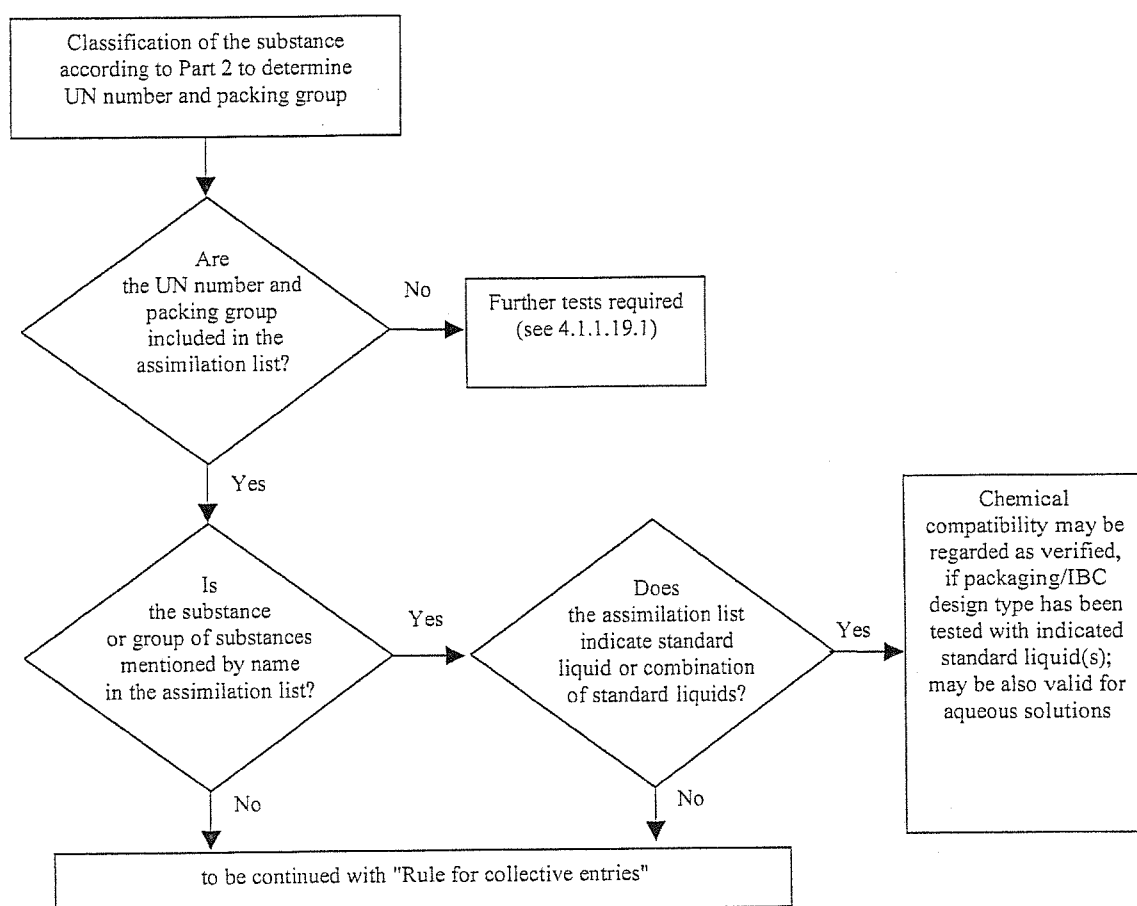 Classification of the substance
according to Part 2 to determine
UN number and packing group
Are
the UN number and
packing group
included in the
assimilation list?
No
Further tests required
(see 4.1.1.19.1)
Yes
Is
the substance
or group of substances
mentioned by name
in the assimilation list?
Yes
Does
the assimilation list
indicate standard
liquid or combination
of standard liquids?
Yes
Chemical
compatibility may be
regarded as verified,
if packaging/IBC
design type has been
tested with indicated
standard liquid(s);
may be also valid for
aqueous solutions
No
No
to be continued with "Rule for collective entries"